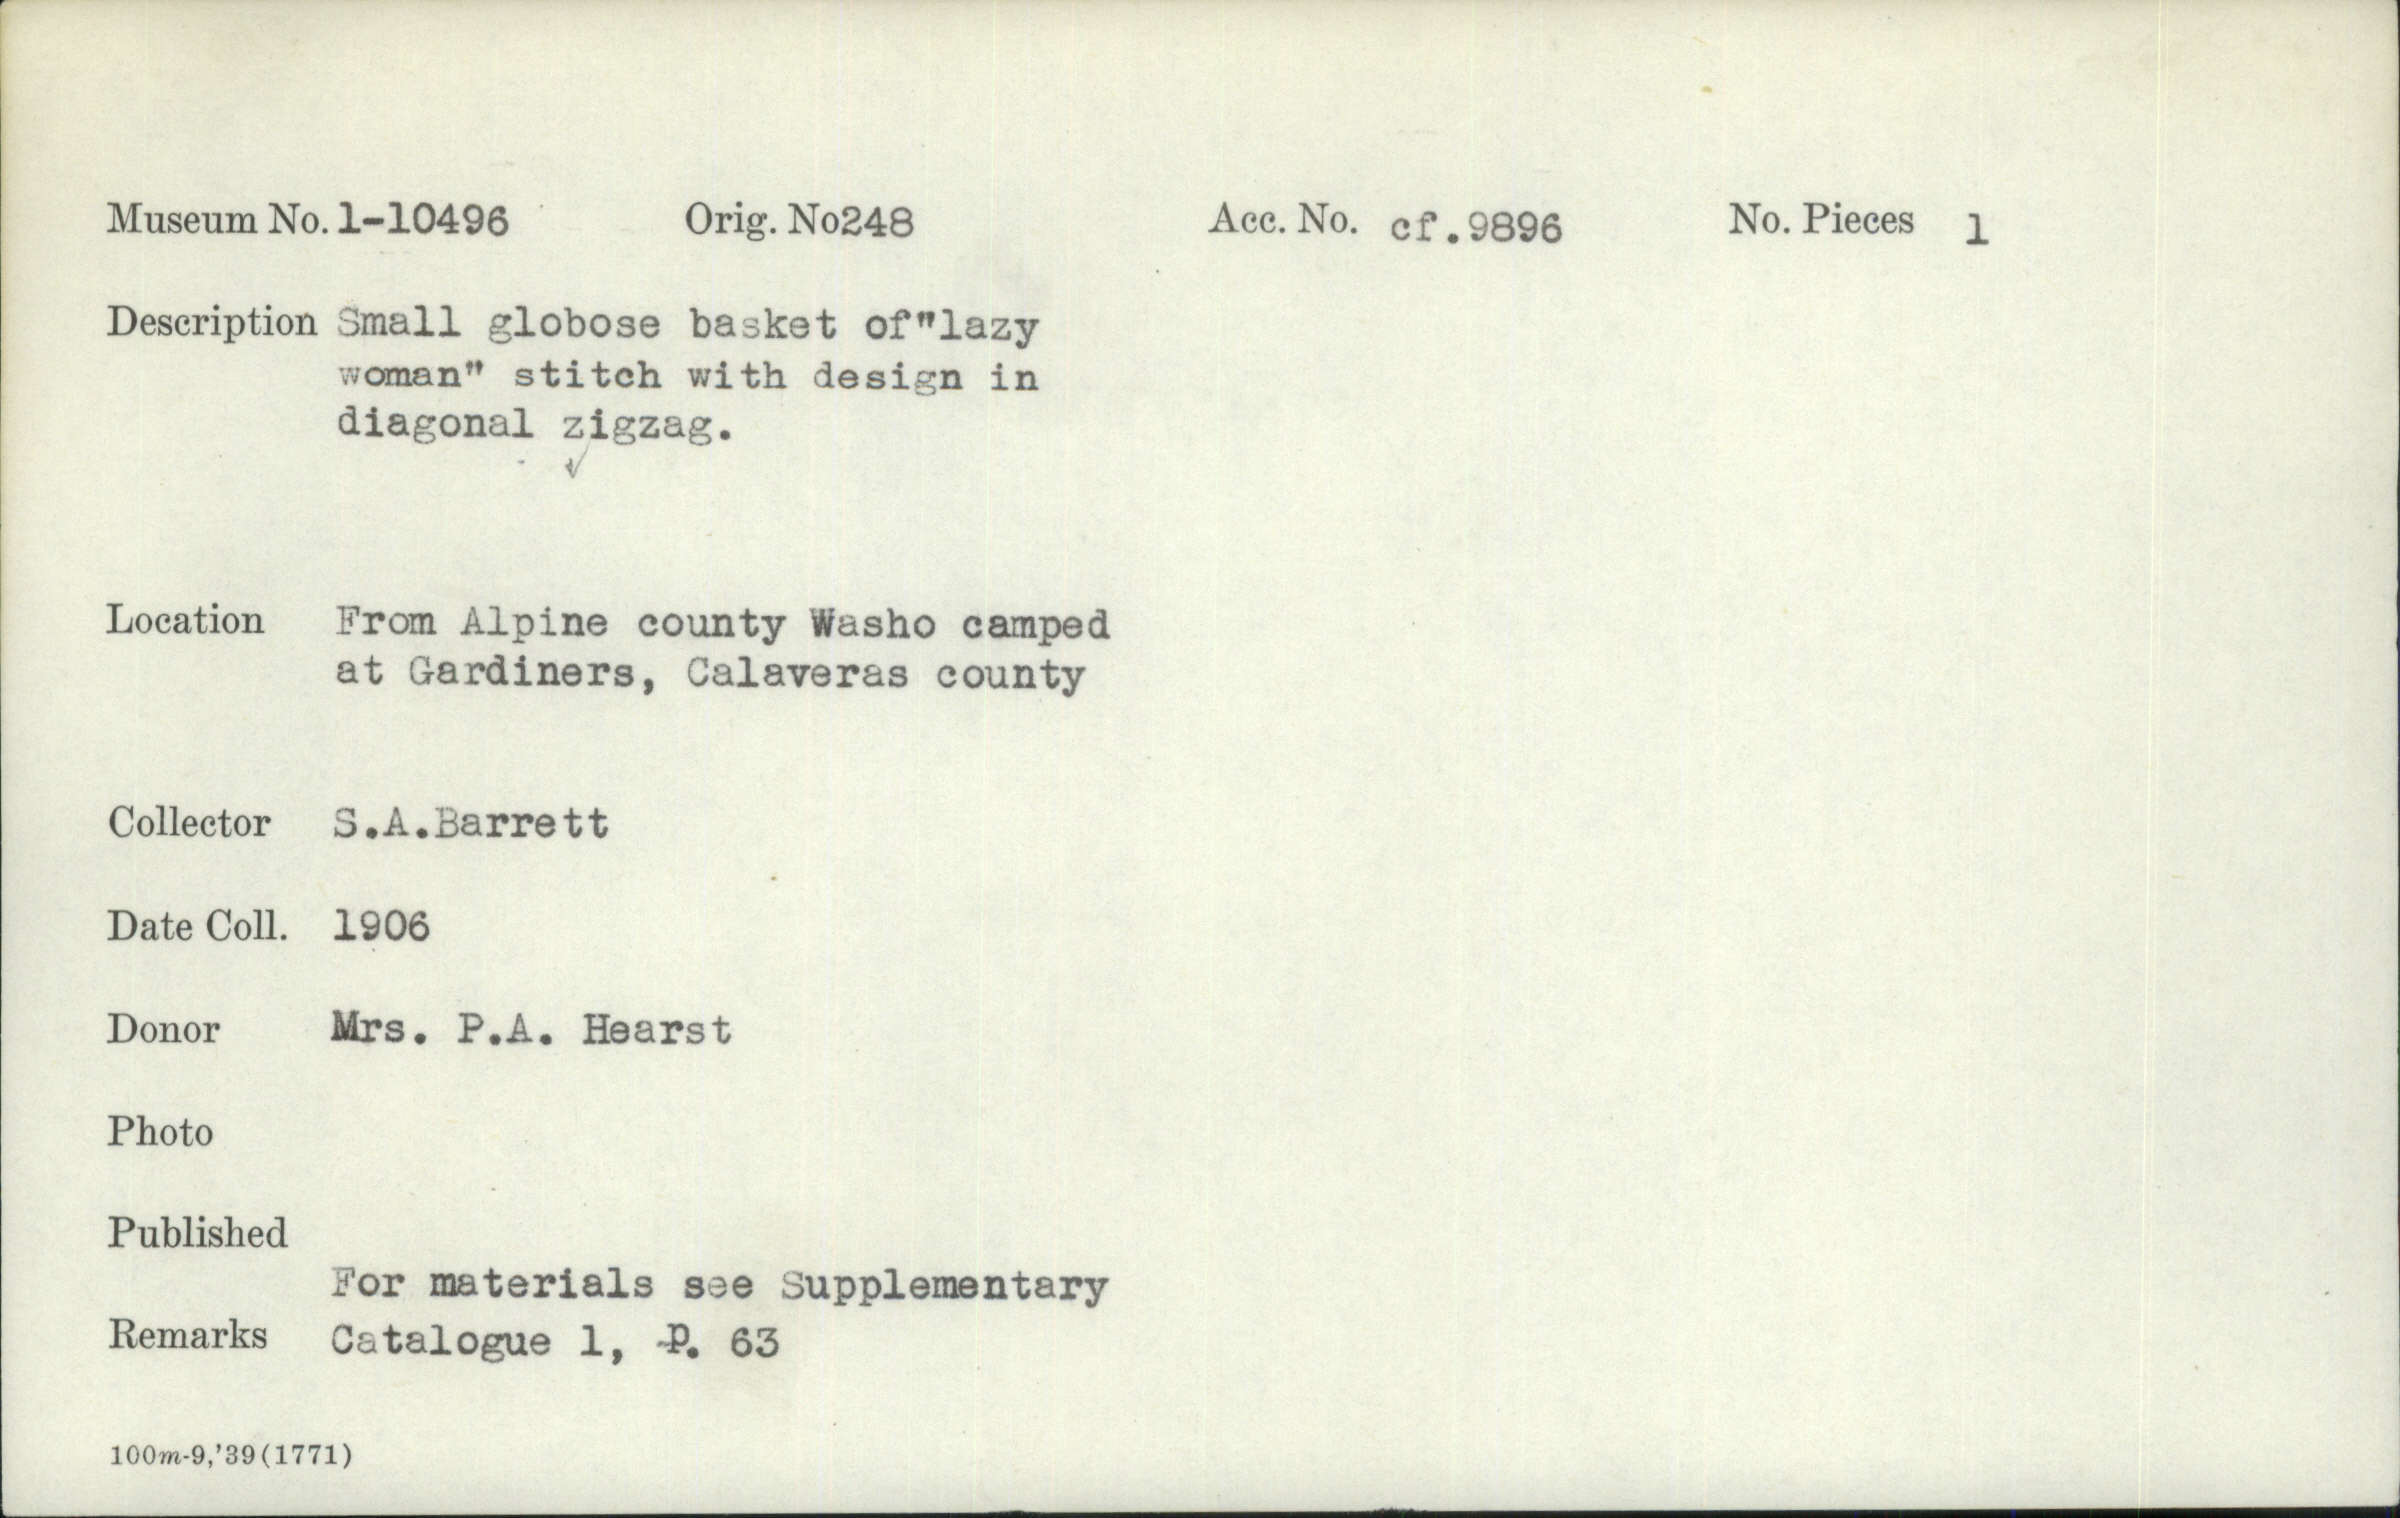 Museum No. 1-10496 Orig. No248 Acc. No. cf.9896 No. Pieces 1
Description Small globose basket of"lazy
woman" stitch with design in
diagonal zigzag.
Location From Alpine county Washo camped
at Gardiners, Calaveras county
Collector S.A.Barrett
Date Coll. 1906
Donor Mrs. P.A. Hearst
Photo
Published
For materials see Supplementary
Remarks Catalogue 1, p. 63
100m-9,'39(1771)